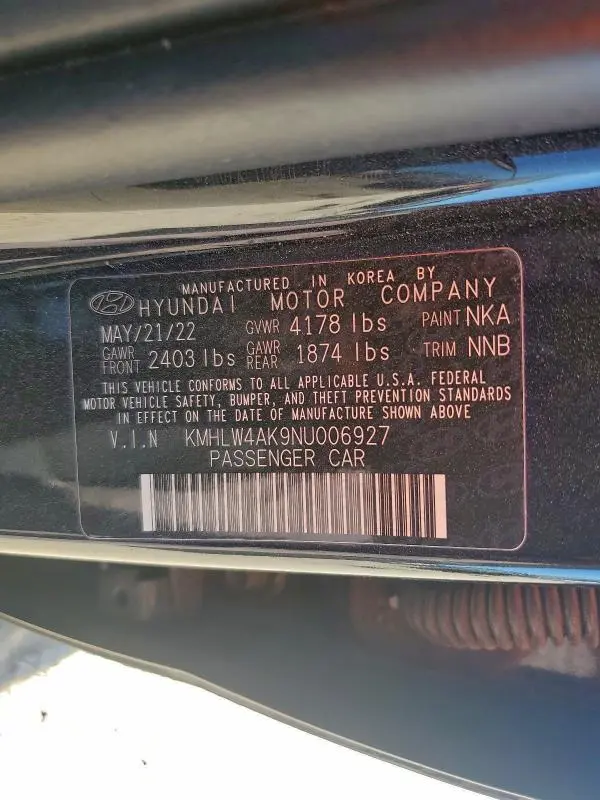 MANUFACTURED IN KOREA BY
HYUNDAI MOTOR COMPANY
MAY/21/22 GVWR 4178 lbs PAINT NKA
GAWR FRONT 2403 lbs GAWR REAR 1874 lbs TRIM NNB
THIS VEHICLE CONFORMS TO ALL APPLICABLE U.S.A. FEDERAL
MOTOR VEHICLE SAFETY, BUMPER, AND THEFT PREVENTION STANDARDS
IN EFFECT ON THE DATE OF MANUFACTURE SHOWN ABOVE
V.I.N KMHLW4AK9NU006927
PASSENGER CAR